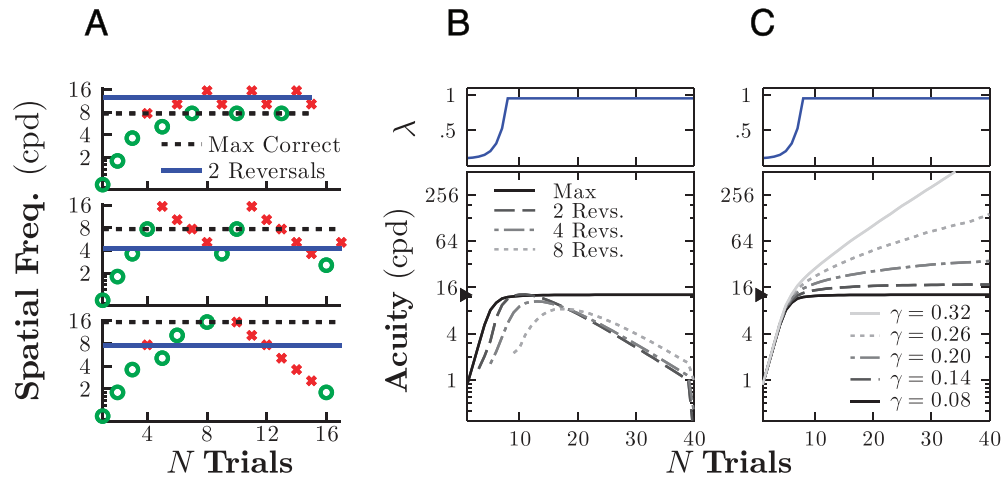 A
B
C
Spatial Freq. (cpd)
16
8
4
2
Max Correct
2 Reversals
16
8
4
2
16
8
4
2
4
8
12
16
N Trials
λ
1
.5
Acuity (cpd)
256
64
16
4
1
Max
2 Revs.
4 Revs.
8 Revs.
10
20
30
40
1
.5
256
64
16
4
1
γ = 0.32
γ = 0.26
γ = 0.20
γ = 0.14
γ = 0.08
10
20
30
40
N Trials